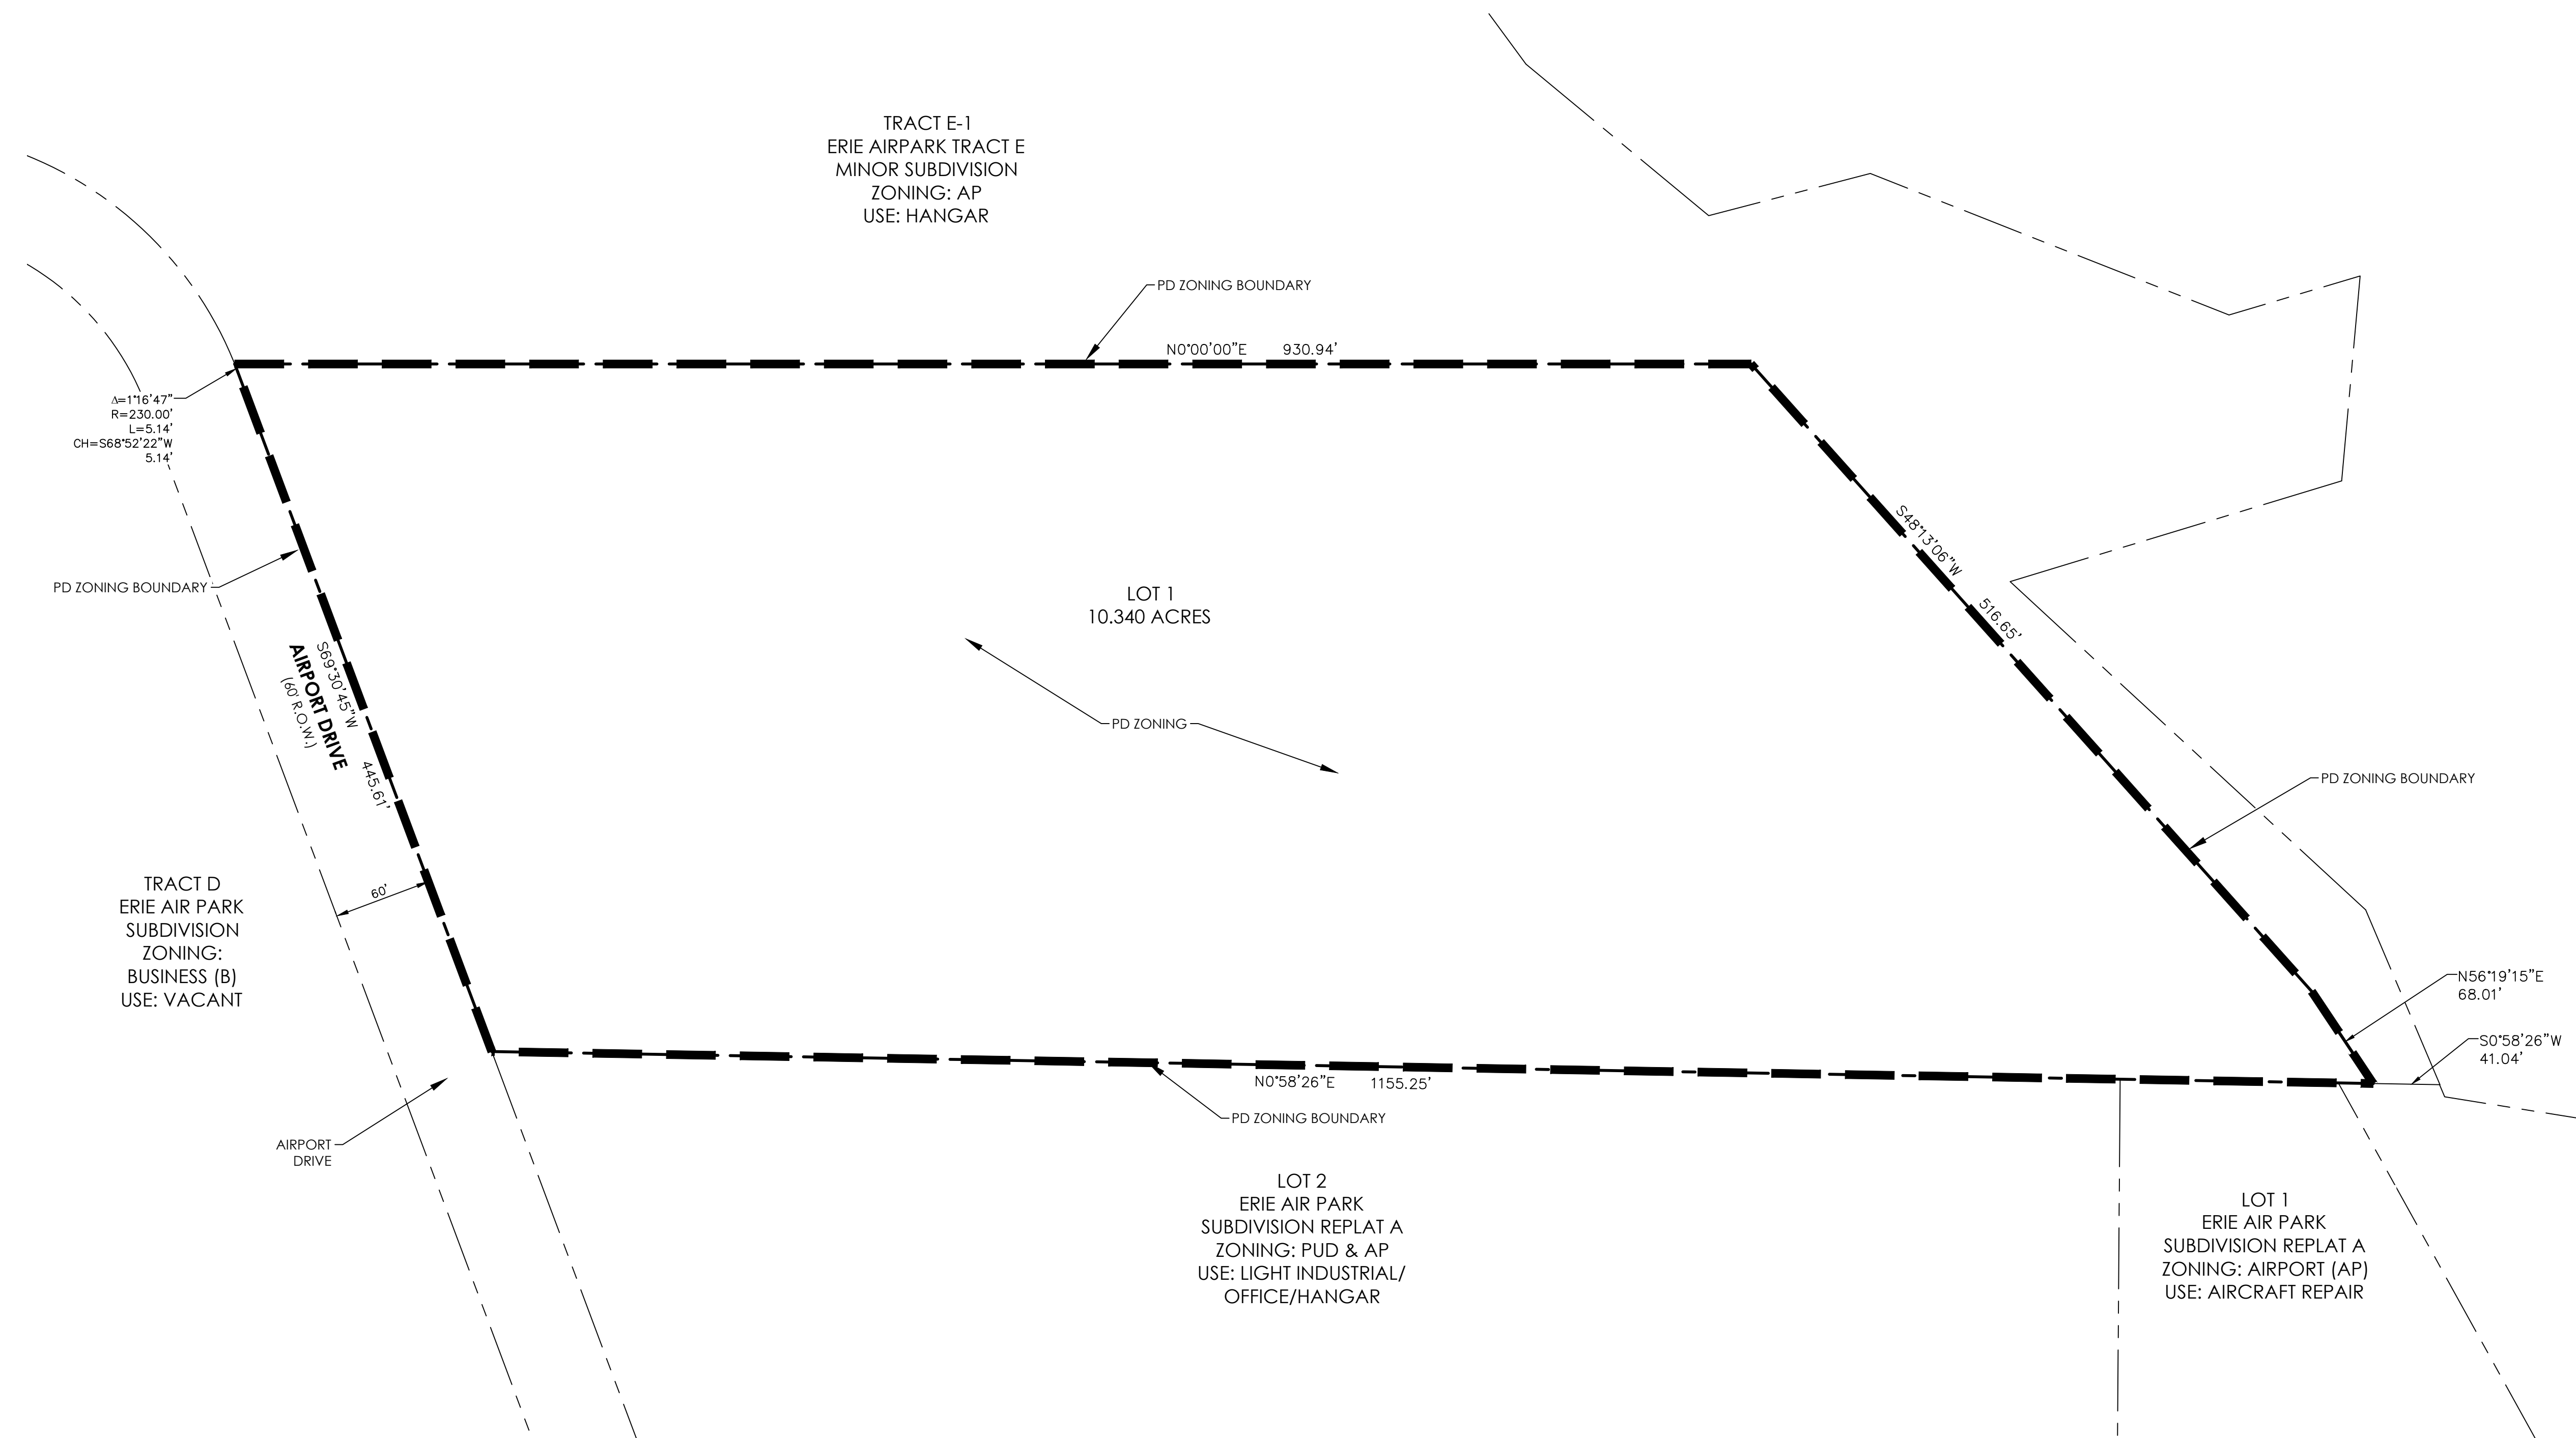 TRACT E-1
ERIE AIRPARK TRACT E
MINOR SUBDIVISION
ZONING: AP
USE: HANGAR
PD ZONING BOUNDARY
N0°00'00"E 930.94'
Δ=1°16'47"
R=230.00'
L=5.14'
CH=S68°52'22"W
5.14'
PD ZONING BOUNDARY
S69°30'45"W 445.61'
AIRPORT DRIVE
(60' R.O.W.)
60'
LOT 1
10.340 ACRES
PD ZONING
S48°13'06"W 516.65'
PD ZONING BOUNDARY
TRACT D
ERIE AIR PARK
SUBDIVISION
ZONING:
BUSINESS (B)
USE: VACANT
N56°19'15"E
68.01'
S0°58'26"W
41.04'
N0°58'26"E 1155.25'
PD ZONING BOUNDARY
AIRPORT
DRIVE
LOT 2
ERIE AIR PARK
SUBDIVISION REPLAT A
ZONING: PUD & AP
USE: LIGHT INDUSTRIAL/
OFFICE/HANGAR
LOT 1
ERIE AIR PARK
SUBDIVISION REPLAT A
ZONING: AIRPORT (AP)
USE: AIRCRAFT REPAIR